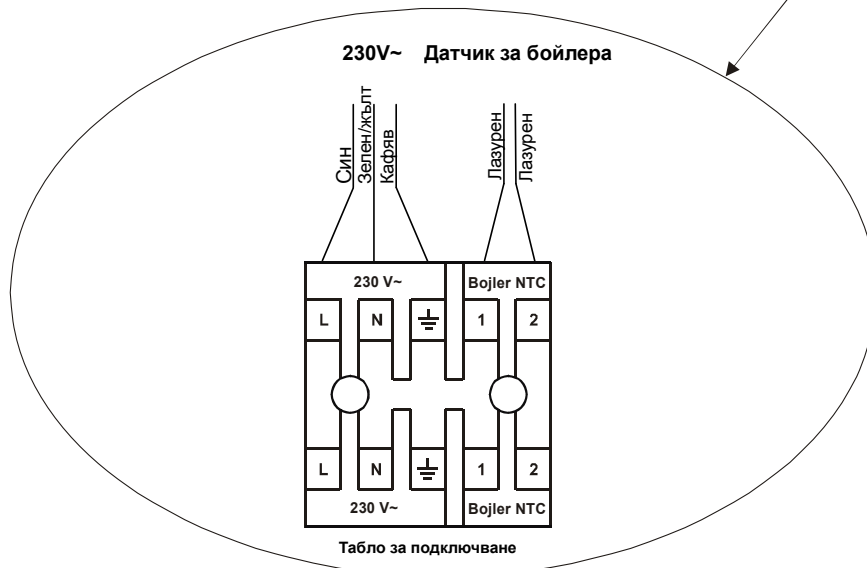 230V~ Датчик за бойлера
Син
Зелен/жълт
Кафяв
Лазурен
Лазурен
230 V~ Bojler NTC
L N 1 2
L N 1 2
230 V~ Bojler NTC
Табло за подключване